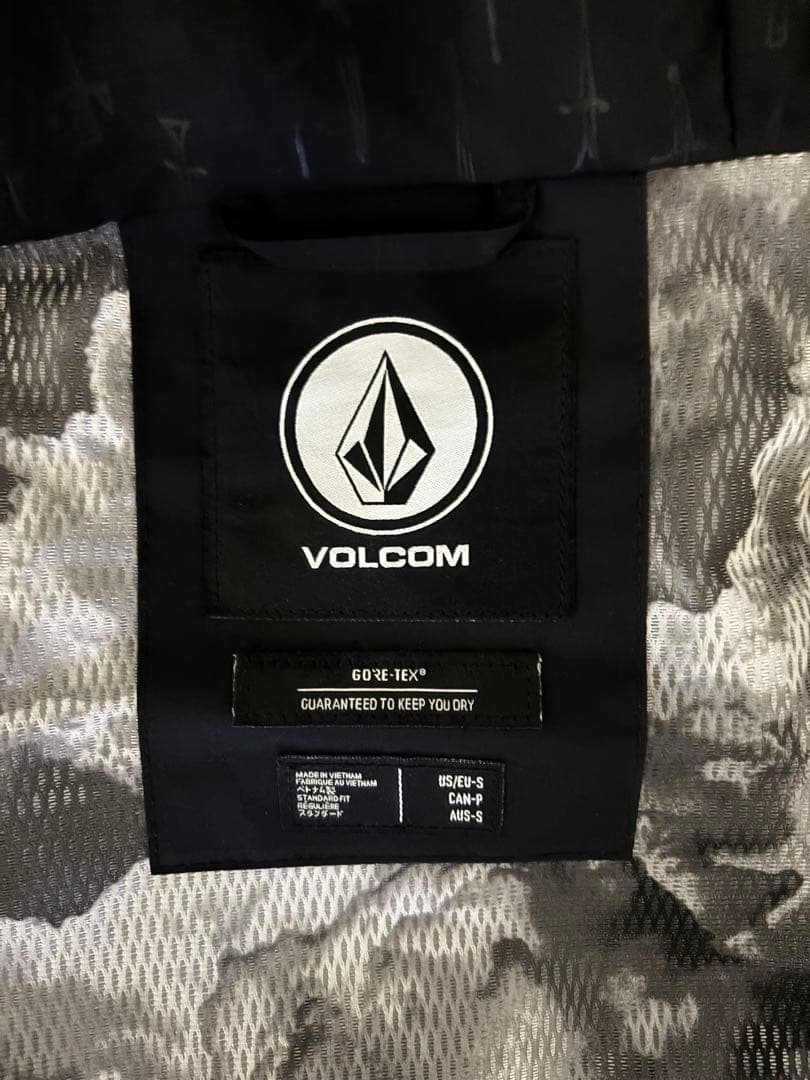 VOLCOM
GORE-TEX®
GUARANTEED TO KEEP YOU DRY
MADE IN VIETNAM
FABRIQUE AU VIETNAM
ベトナム製
STANDARD FIT
RÉGULIÈRE
スタンダード
US/EU-S
CAN-P
AUS-S